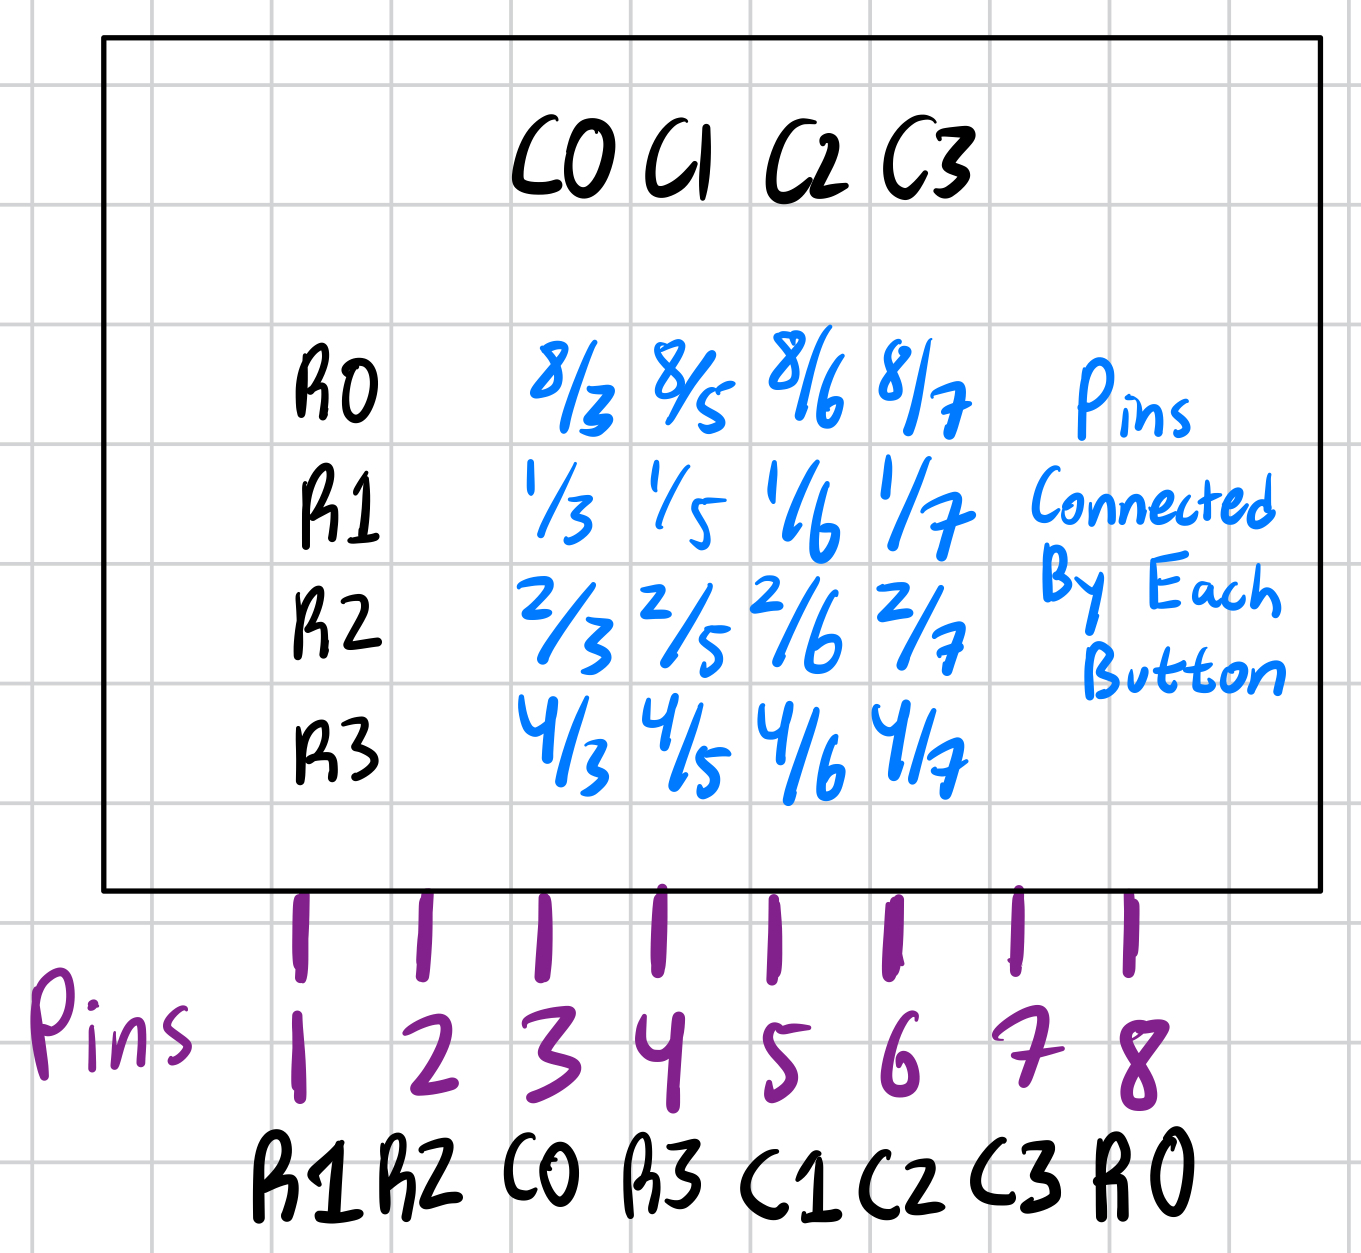 C0 C1 C2 C3
R0 8/3 8/5 8/6 8/7 Pins
R1 1/3 1/5 1/6 1/7 Connected
R2 2/3 2/5 2/6 2/7 By Each
R3 4/3 4/5 4/6 4/7 Button
Pins 1 2 3 4 5 6 7 8
R1 R2 C0 R3 C1 C2 C3 R0